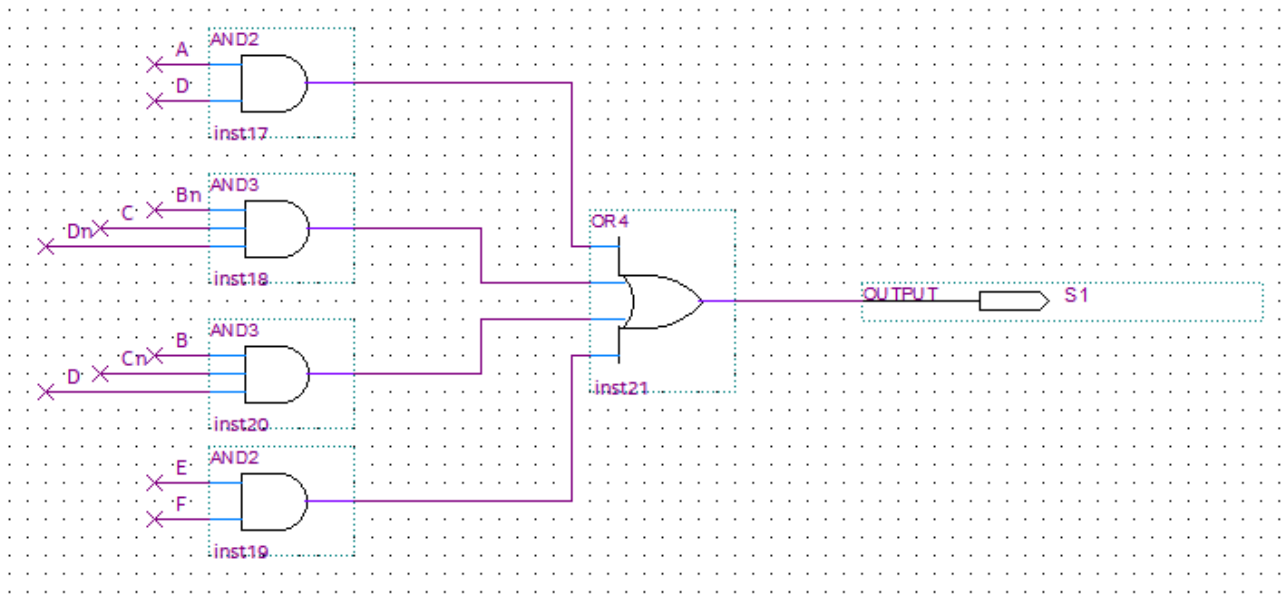 AND2
A
D
inst17
AND3
Bn
C
Dn
inst18
OR4
OUTPUT S1
AND3
B
Cn
D
inst20
inst21
AND2
E
F
inst19